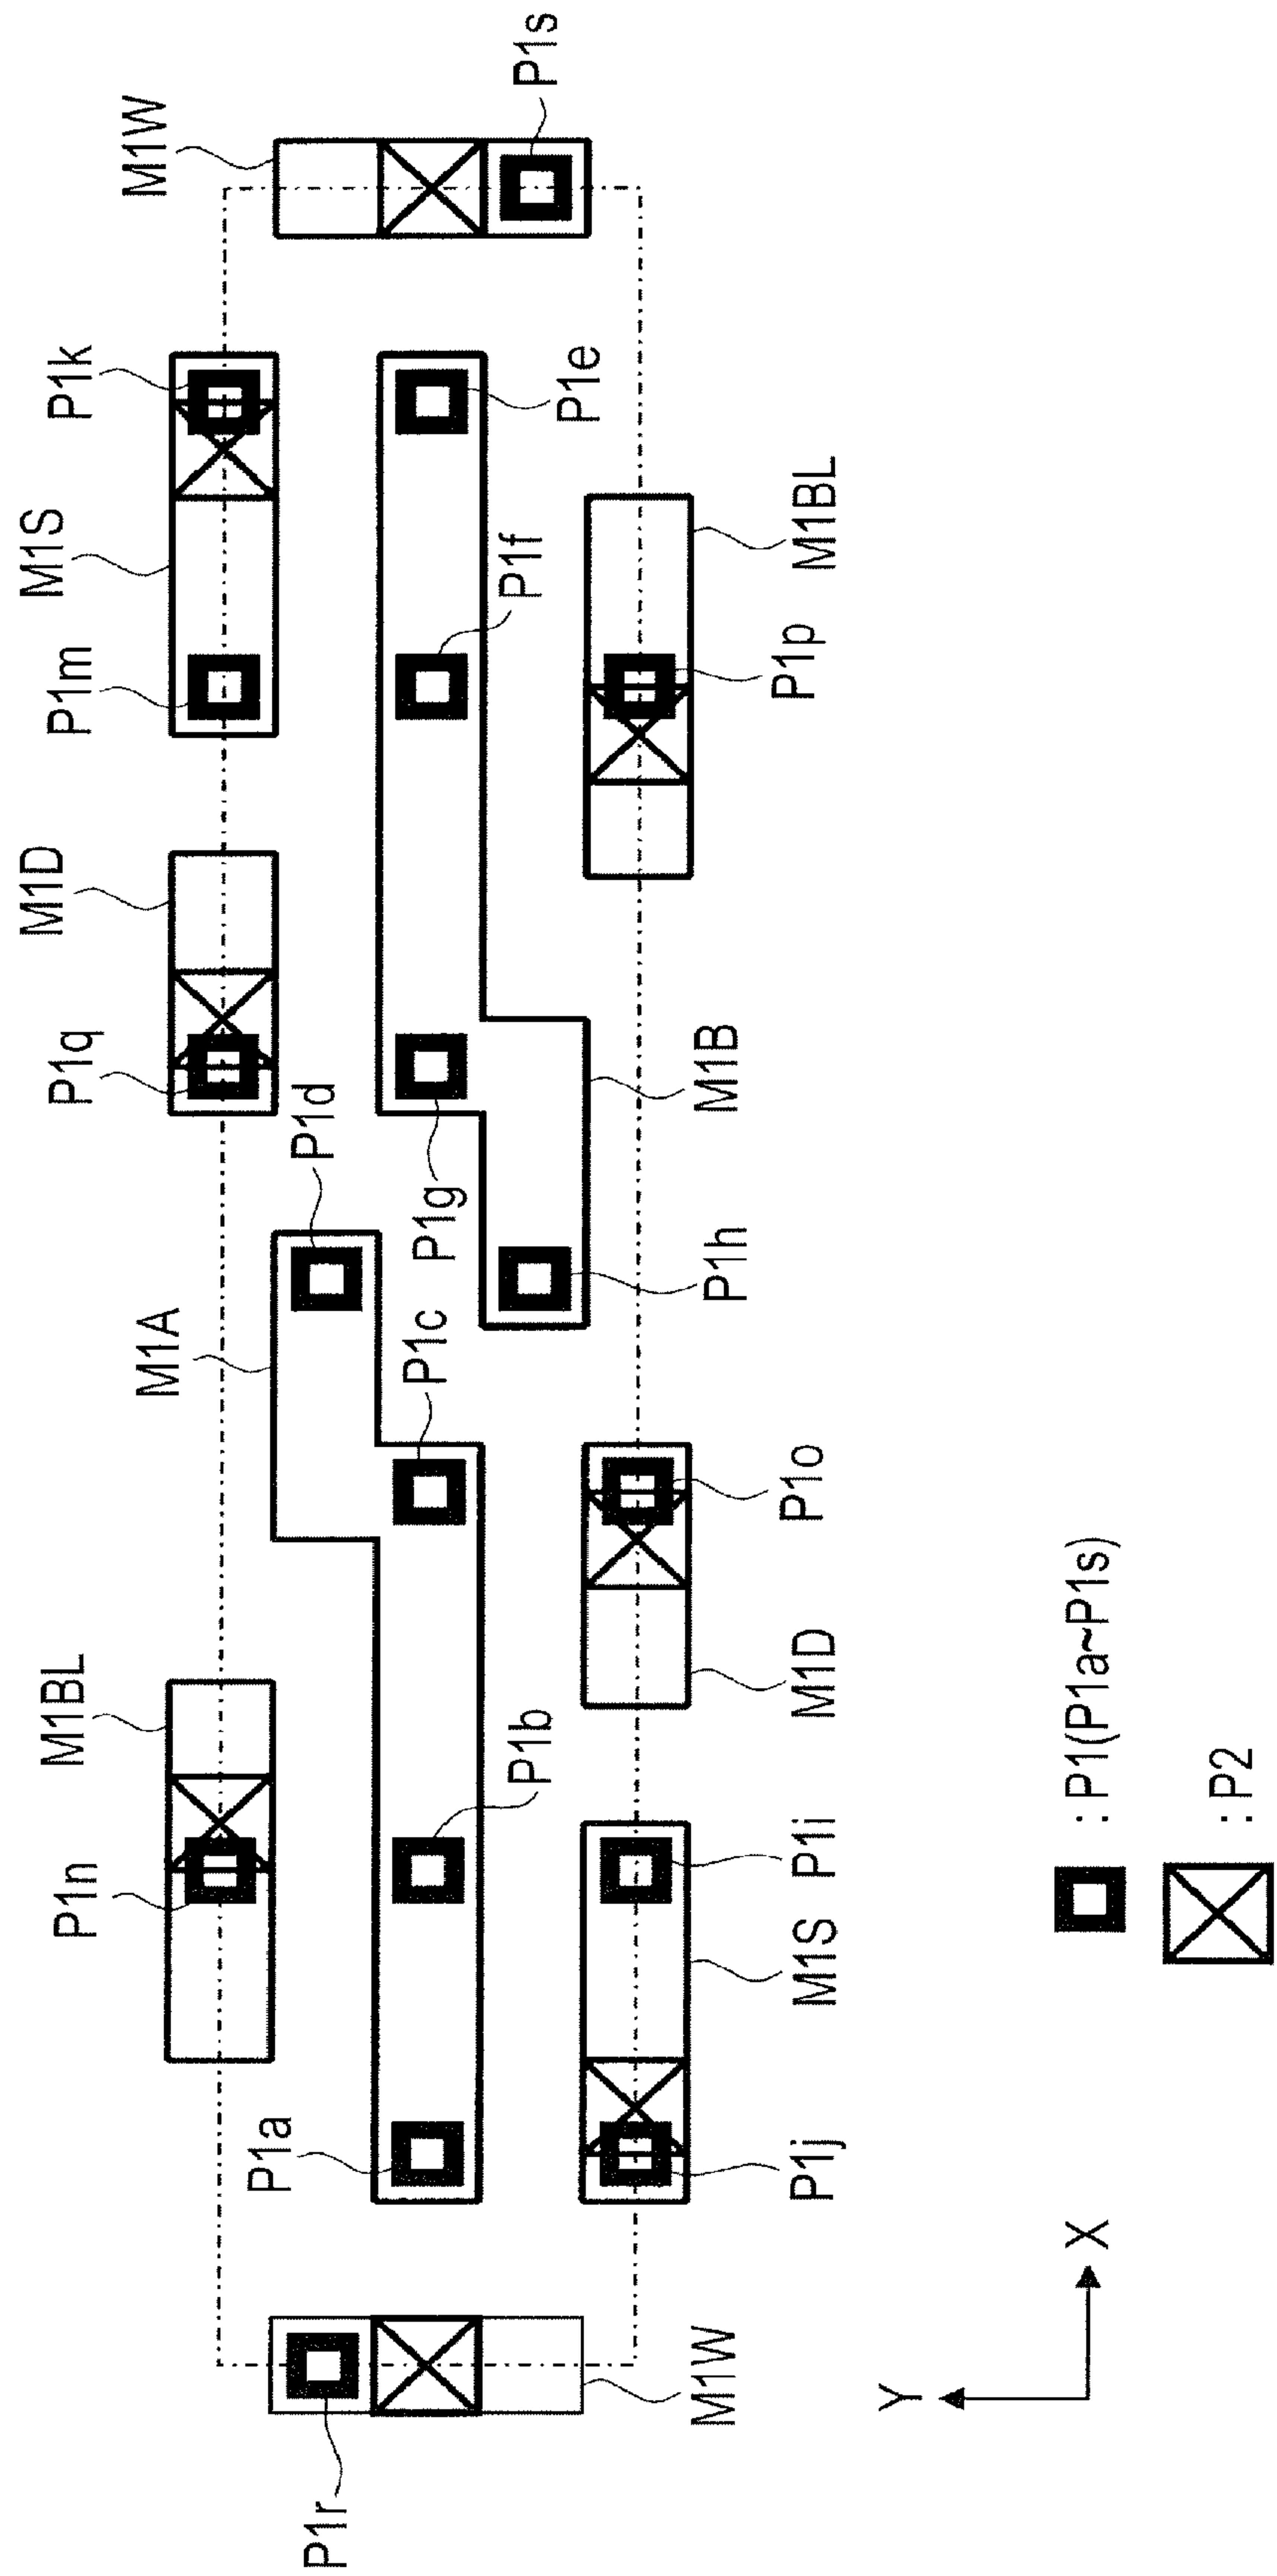 P1r
M1W
P1a
P1n
M1BL
P1b
M1A
P1c
P1d
P1q
M1D
P1m
M1S
P1k
M1W
P1s
P1j
M1S
P1i
M1D
P1o
P1h
P1g
M1B
P1f
P1e
P1p
M1BL
Y
X
: P1(P1a~P1s)
: P2